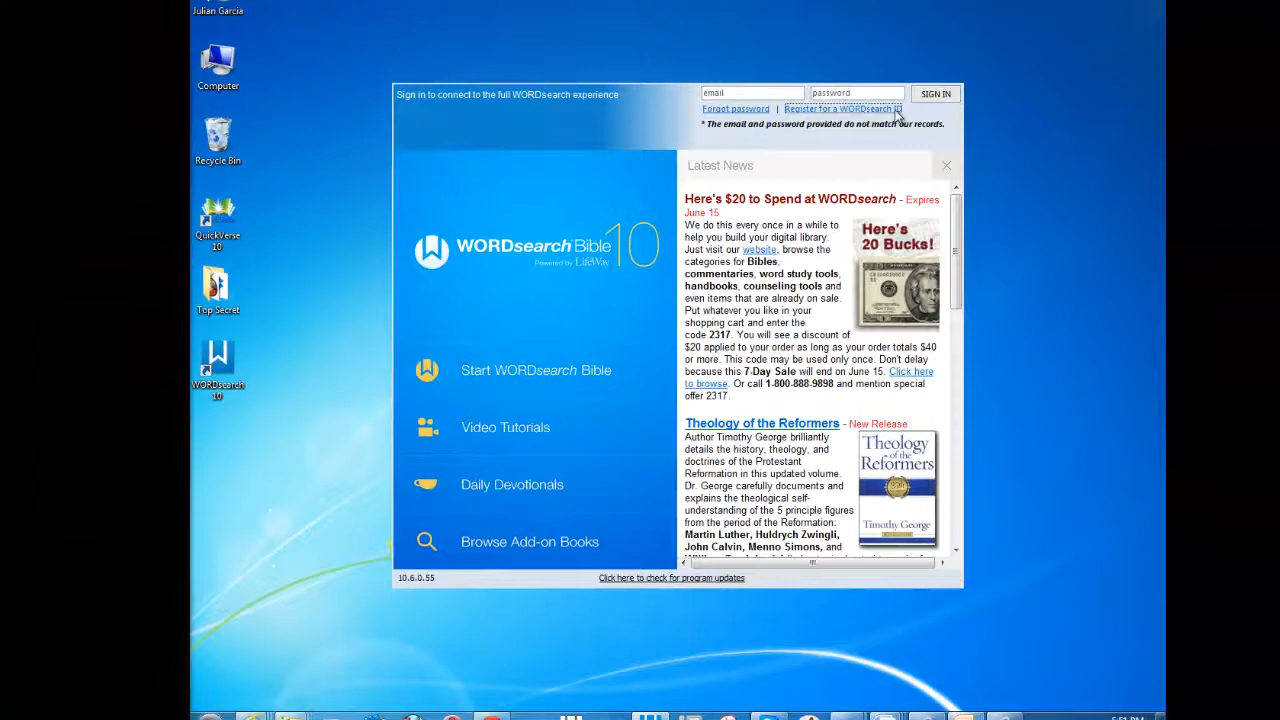 Julian Garcia
Computer
Recycle Bin
QuickVerse
10
Top Secret
WORDsearch
10
Sign in to connect to the full WORDsearch experience
email
password
SIGN IN
Forgot password | Register for a WORDsearch ID
* The email and password provided do not match our records.
WORDsearch Bible 10
Powered by LifeWay
Start WORDsearch Bible
Video Tutorials
Daily Devotionals
Browse Add-on Books
Latest News
Here's $20 to Spend at WORDsearch - Expires
June 15
We do this every once in a while to
help you build your digital library.
Just visit our website, browse the
categories for Bibles,
commentaries, word study tools,
handbooks, counseling tools and
even items that are already on sale.
Put whatever you like in your
shopping cart and enter the
code 2317. You will see a discount of
$20 applied to your order as long as your order totals $40
or more. This code may be used only once. Don't delay
because this 7-Day Sale will end on June 15. Click here
to browse. Or call 1-800-888-9898 and mention special
offer 2317.
Here's
20 Bucks!
Theology of the Reformers - New Release
Author Timothy George brilliantly
details the history, theology, and
doctrines of the Protestant
Reformation in this updated volume.
Dr. George carefully documents and
explains the theological self-
understanding of the 5 principle figures
from the period of the Reformation:
Martin Luther, Huldrych Zwingli,
John Calvin, Menno Simons, and
Theology
of the
Reformers
Timothy George
10.6.0.55
Click here to check for program updates